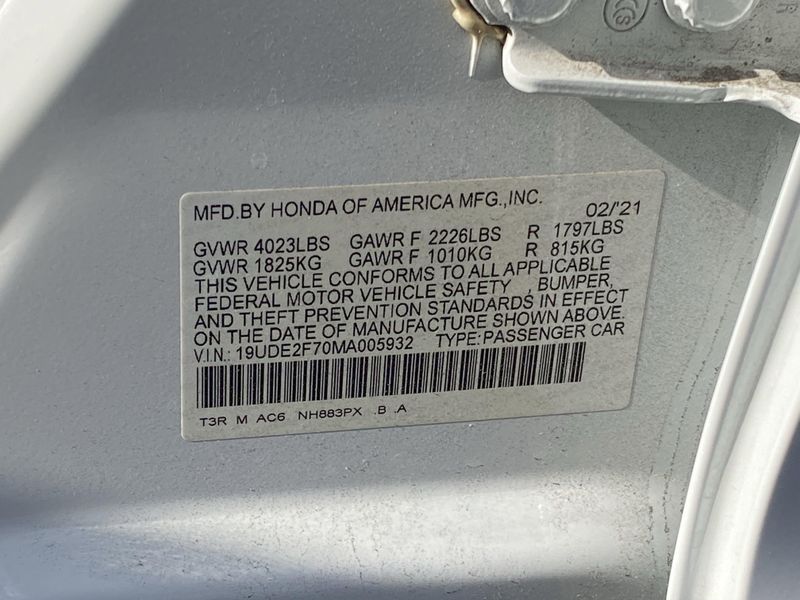 MFD.BY HONDA OF AMERICA MFG.,INC. 02/'21
GVWR 4023LBS GAWR F 2226LBS R 1797LBS
GVWR 1825KG GAWR F 1010KG R 815KG
THIS VEHICLE CONFORMS TO ALL APPLICABLE
FEDERAL MOTOR VEHICLE SAFETY , BUMPER,
AND THEFT PREVENTION STANDARDS IN EFFECT
ON THE DATE OF MANUFACTURE SHOWN ABOVE.
V.I.N.: 19UDE2F70MA005932 TYPE:PASSENGER CAR
T3R M AC6 NH883PX .B .A